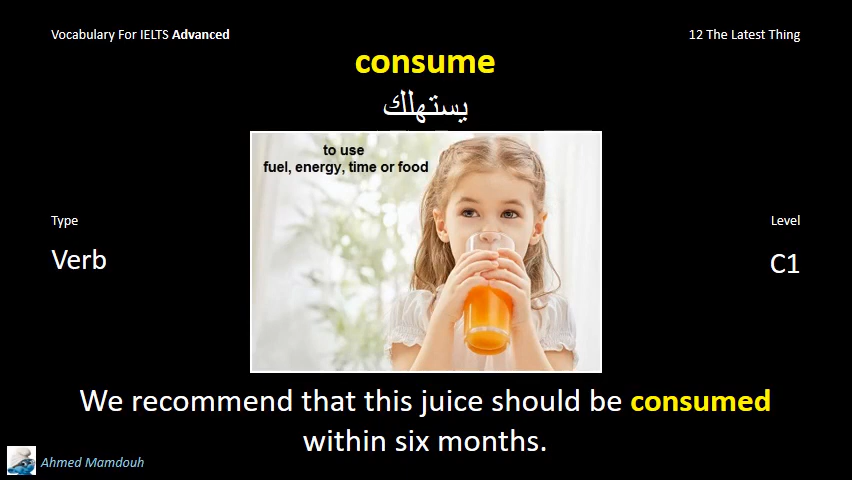 Vocabulary For IELTS Advanced
12 The Latest Thing
consume
يستهلك
to use
fuel, energy, time or food
Type
Level
Verb
C1
We recommend that this juice should be consumed
within six months.
Ahmed Mamdouh